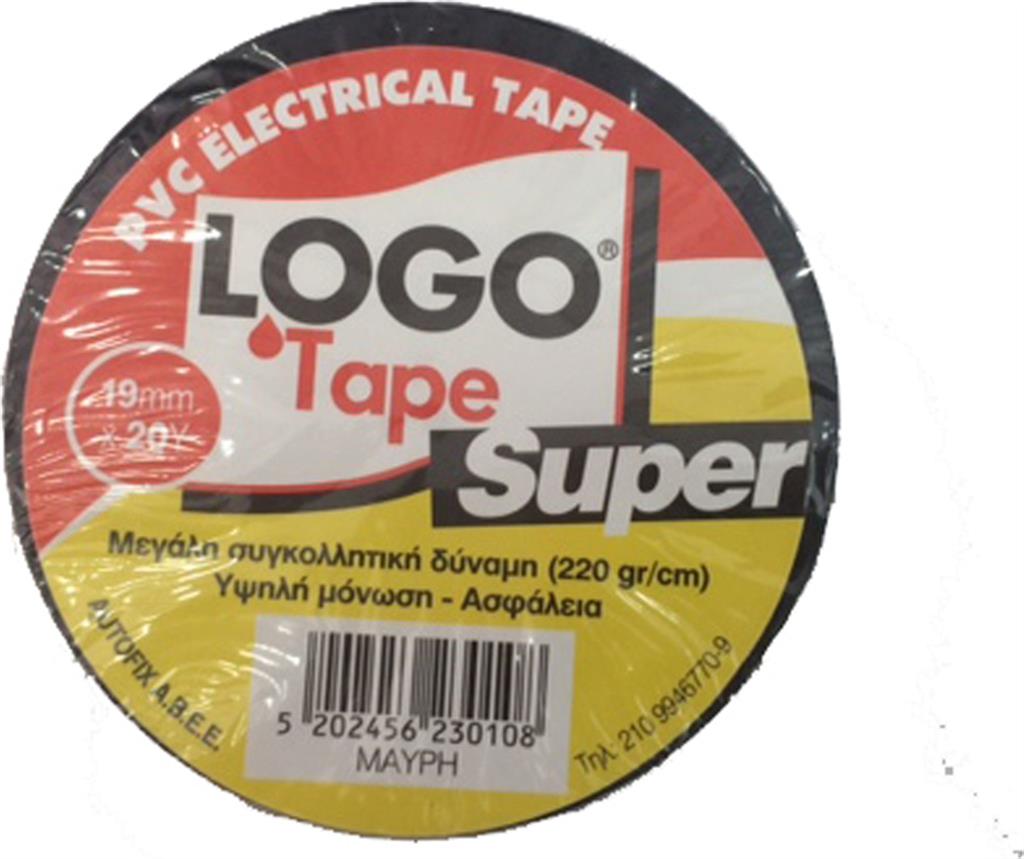 PVC ELECTRICAL TAPE
LOGO®
Tape
19mm
x 20Y
Super
Μεγάλη συγκολλητική δύναμη (220 gr/cm)
Υψηλή μόνωση - Ασφάλεια
AUTOFIX A.B.E.E.
5 202456 230108
ΜΑΥΡΗ
Τηλ. 210 9946770-9